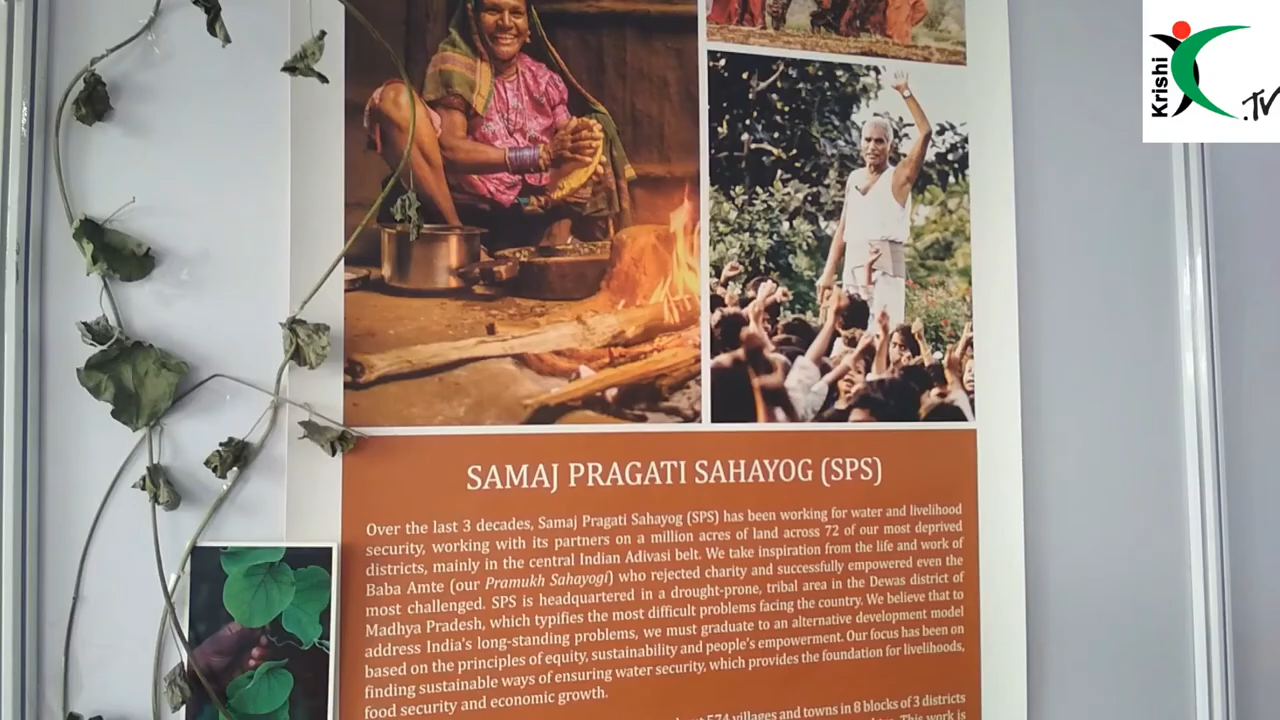 Krishi
.TV
SAMAJ PRAGATI SAHAYOG (SPS)
Over the last 3 decades, Samaj Pragati Sahayog (SPS) has been working for water and livelihood
security, working with its partners on a million acres of land across 72 of our most deprived
districts, mainly in the central Indian Adivasi belt. We take inspiration from the life and work of
Baba Amte (our Pramukh Sahayogi) who rejected charity and successfully empowered even the
most challenged. SPS is headquartered in a drought-prone, tribal area in the Dewas district of
Madhya Pradesh, which typifies the most difficult problems facing the country. We believe that to
address India's long-standing problems, we must graduate to an alternative development model
based on the principles of equity, sustainability and people's empowerment. Our focus has been on
finding sustainable ways of ensuring water security, which provides the foundation for livelihoods,
food security and economic growth.
574 villages and towns in 8 blocks of 3 districts
This work is